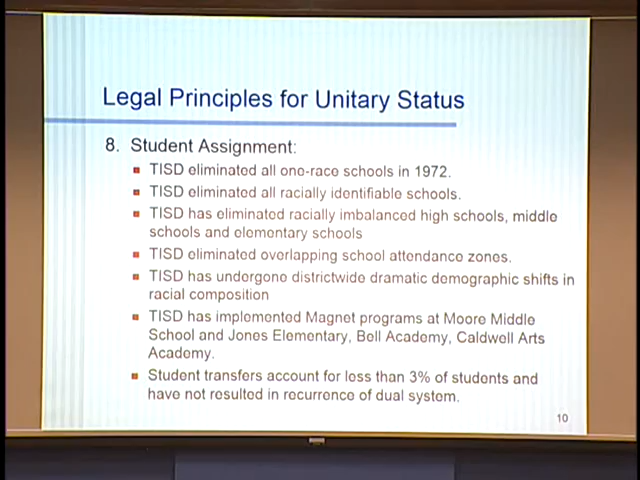 Legal Principles for Unitary Status
8. Student Assignment:
TISD eliminated all one-race schools in 1972.
TISD eliminated all racially identifiable schools.
TISD has eliminated racially imbalanced high schools, middle
schools and elementary schools
TISD eliminated overlapping school attendance zones.
TISD has undergone districtwide dramatic demographic shifts in
racial composition
TISD has implemented Magnet programs at Moore Middle
School and Jones Elementary, Bell Academy, Caldwell Arts
Academy.
Student transfers account for less than 3% of students and
have not resulted in recurrence of dual system.
10